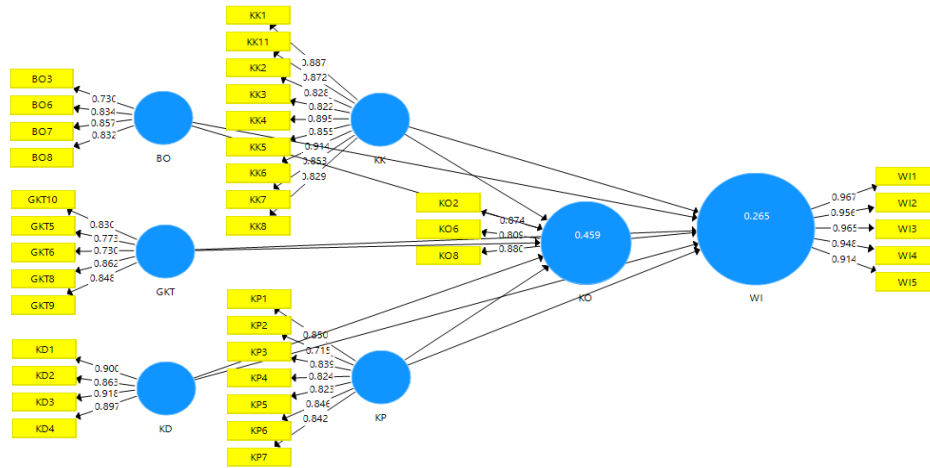 KK1
KK11
KK2
KK3
KK4
KK5
KK6
KK7
KK8
0.887
0.872
0.828
0.822
0.895
0.855
0.914
0.853
0.829
KK
BO3
BO6
BO7
BO8
0.730
0.834
0.857
0.832
BO
GKT10
GKT5
GKT6
GKT8
GKT9
0.830
0.773
0.730
0.862
0.848
GKT
KO2
KO6
KO8
0.874
0.809
0.880
0.459
KO
0.265
WI
0.967
0.956
0.965
0.948
0.914
WI1
WI2
WI3
WI4
WI5
KD1
KD2
KD3
KD4
0.900
0.863
0.918
0.897
KD
KP1
KP2
KP3
KP4
KP5
KP6
KP7
0.850
0.715
0.839
0.824
0.823
0.846
0.842
KP